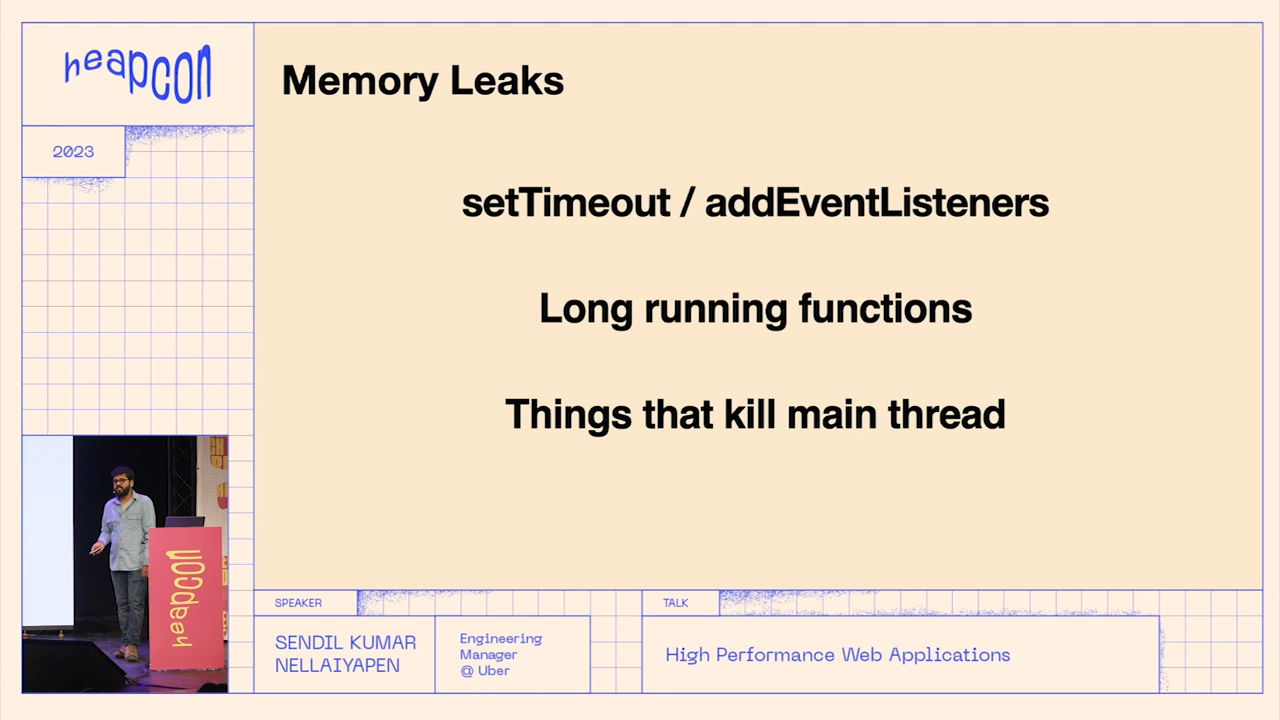 heapcon
2023
Memory Leaks
setTimeout / addEventListeners
Long running functions
Things that kill main thread
heapcon
SPEAKER
SENDIL KUMAR
NELLAIYAPEN
Engineering
Manager
@ Uber
TALK
High Performance Web Applications